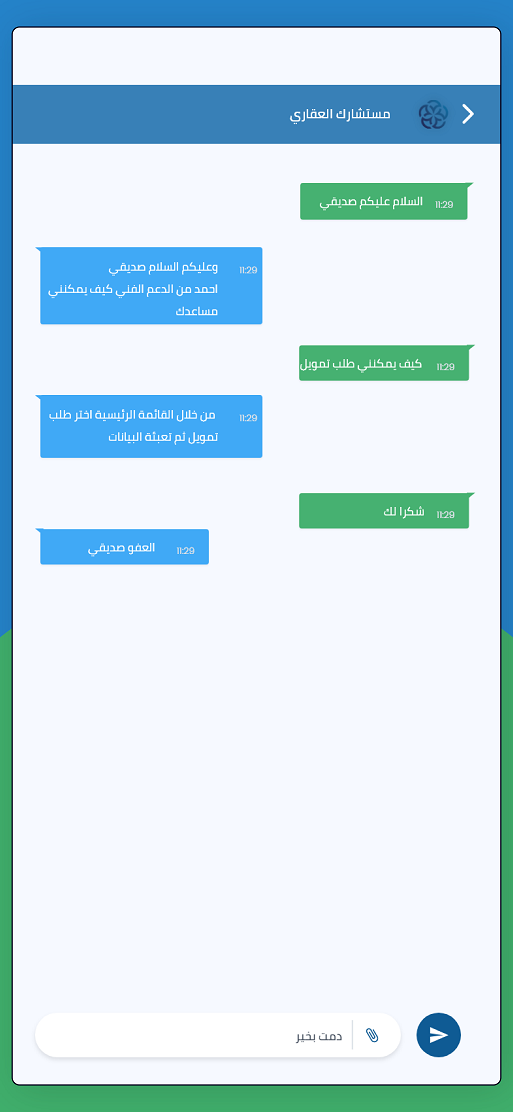 مستشارك العقاري
السلام عليكم صديقي
11:29
وعليكم السلام صديقي
11:29
احمد من الدعم الفني كيف يمكنني
مساعدك
كيف يمكنني طلب تمويل
11:29
من خلال القائمة الرئيسية اختر طلب
11:29
تمويل ثم تعبئة البيانات
شكرا لك
11:29
العفو صديقي
11:29
دمت بخير